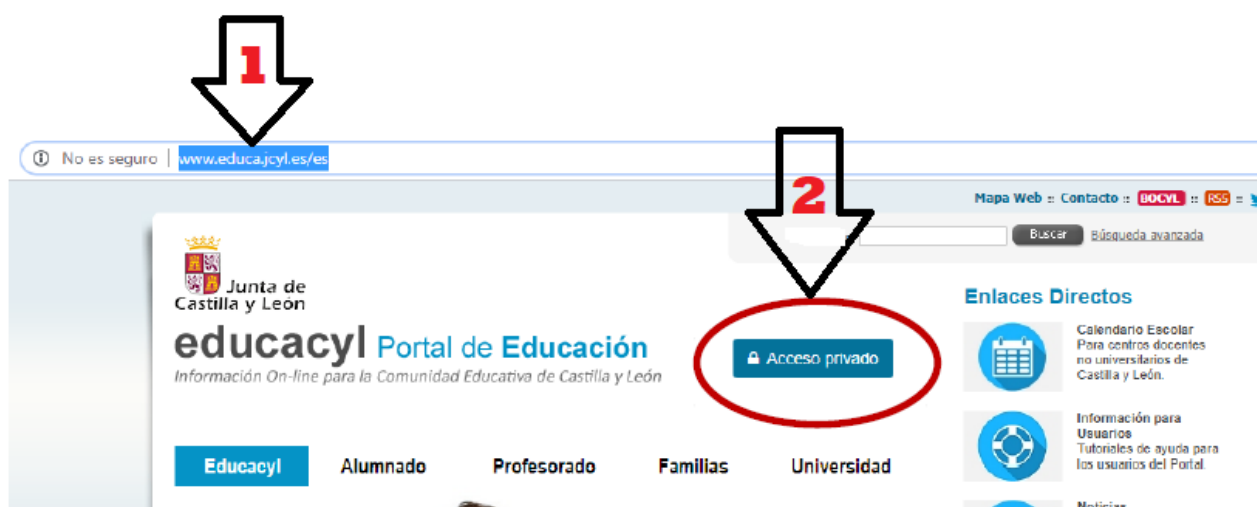 1
No es seguro | www.educa.jcyl.es/es
2
Mapa Web :: Contacto :: BOCYL :: RSS ::
Buscar Búsqueda avanzada
Junta de
Castilla y León
educacyl Portal de Educación
Información On-line para la Comunidad Educativa de Castilla y León
Acceso privado
Enlaces Directos
Calendario Escolar
Para centros docentes
no universitarios de
Castilla y León.
Información para
Usuarios
Tutoriales de ayuda para
los usuarios del Portal.
Educacyl Alumnado Profesorado Familias Universidad